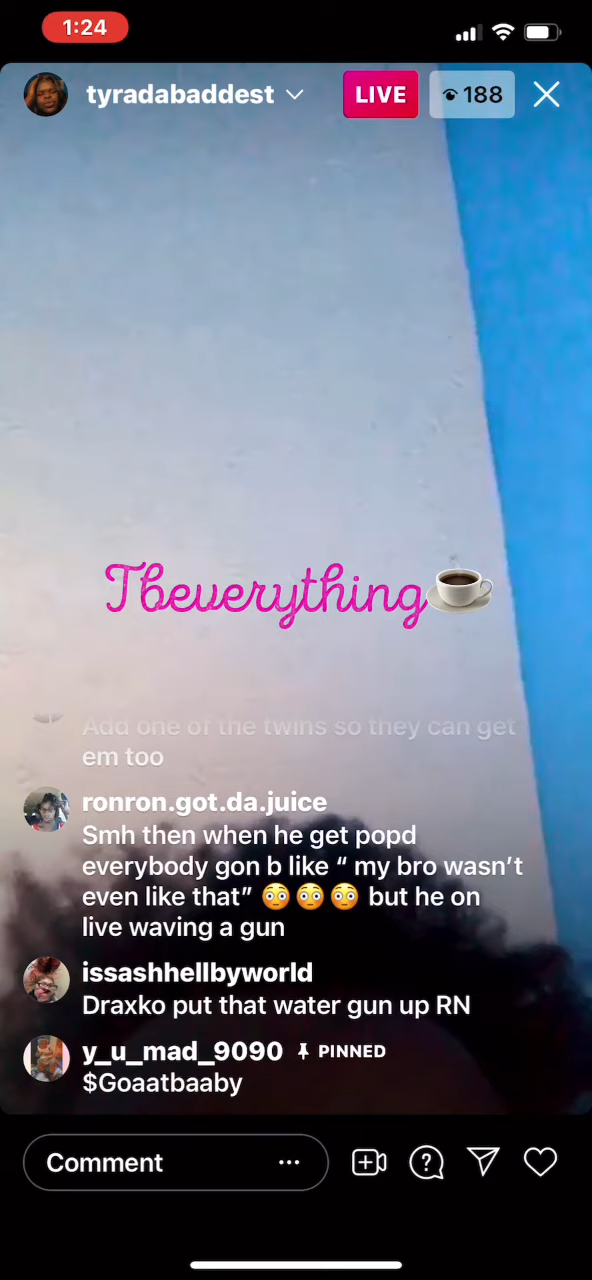 1:24
tyradabaddest
LIVE
188
Tbeverything
Add one of the twins so they can get
em too
ronron.got.da.juice
Smh then when he get popd
everybody gon b like “ my bro wasn’t
even like that” 😳😳😳 but he on
live waving a gun
issashhellbyworld
Draxko put that water gun up RN
y_u_mad_9090 PINNED
$Goaatbaaby
Comment